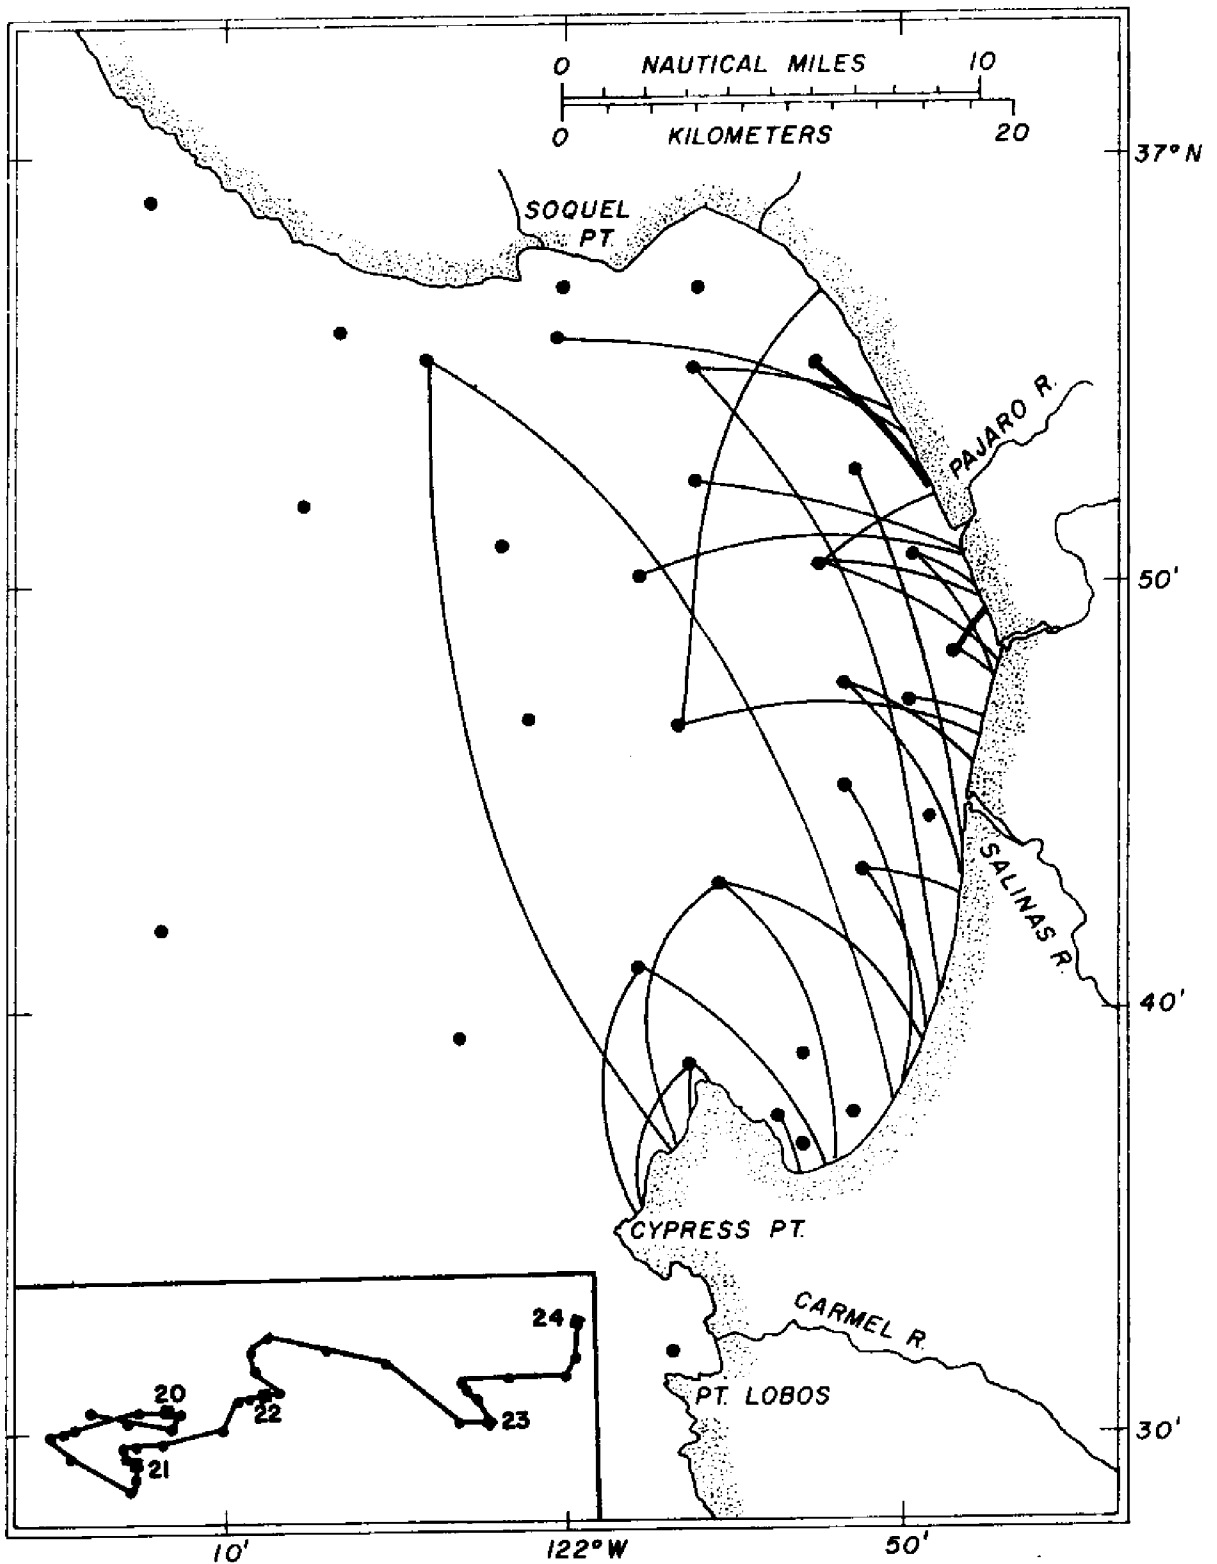 0 NAUTICAL MILES 10
0 KILOMETERS 20
37° N
SOQUEL
PT.
PAJARO R.
50'
SALINAS R.
40'
CYPRESS PT.
CARMEL R.
24
PT. LOBOS
20
22
23
30'
21
10' 122° W 50'